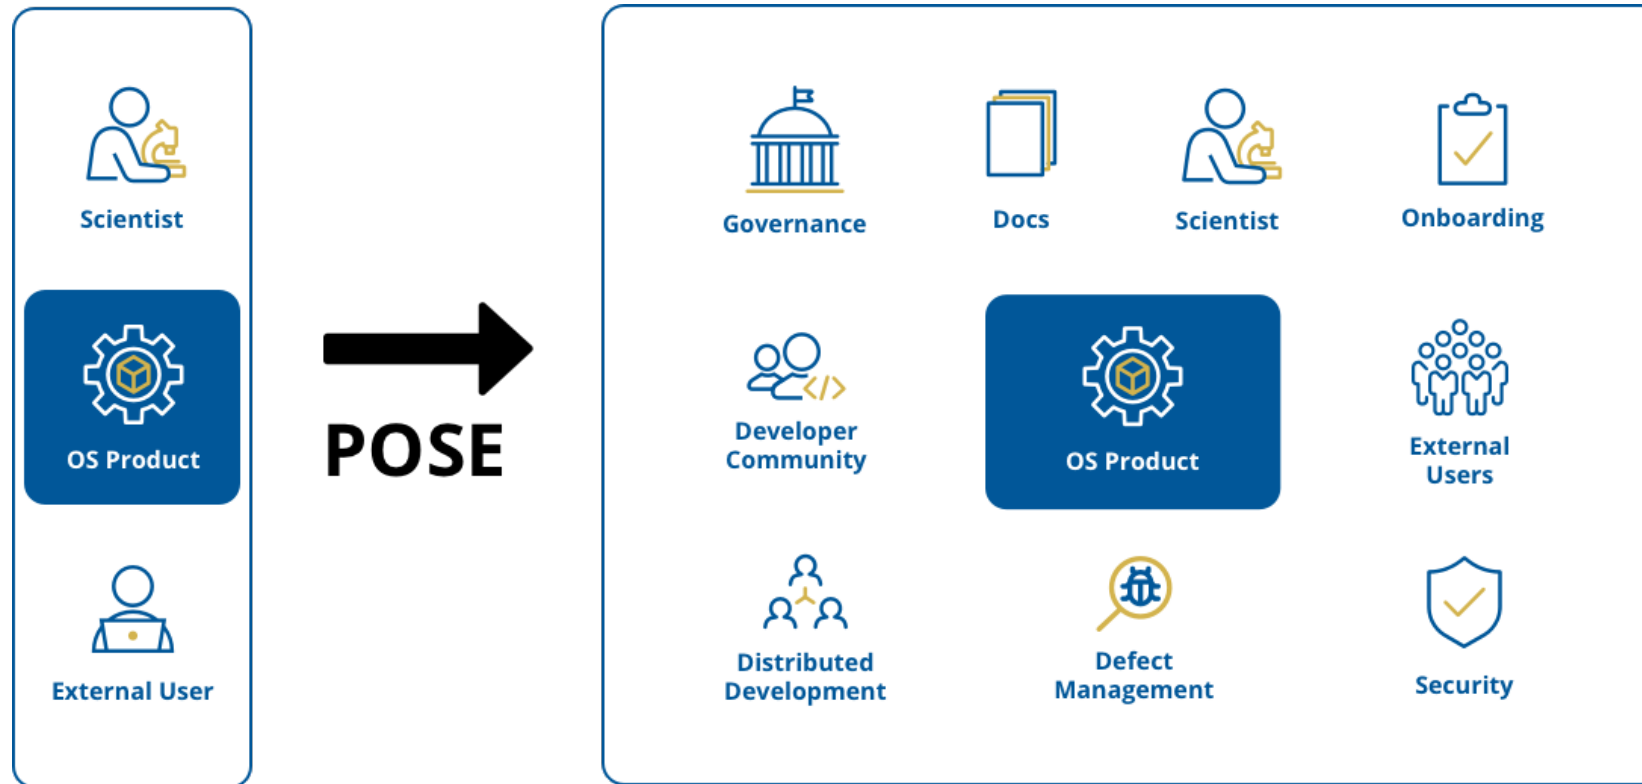 Scientist
OS Product
External User
POSE
Governance
Docs
Scientist
Onboarding
Developer
Community
OS Product
External
Users
Distributed
Development
Defect
Management
Security